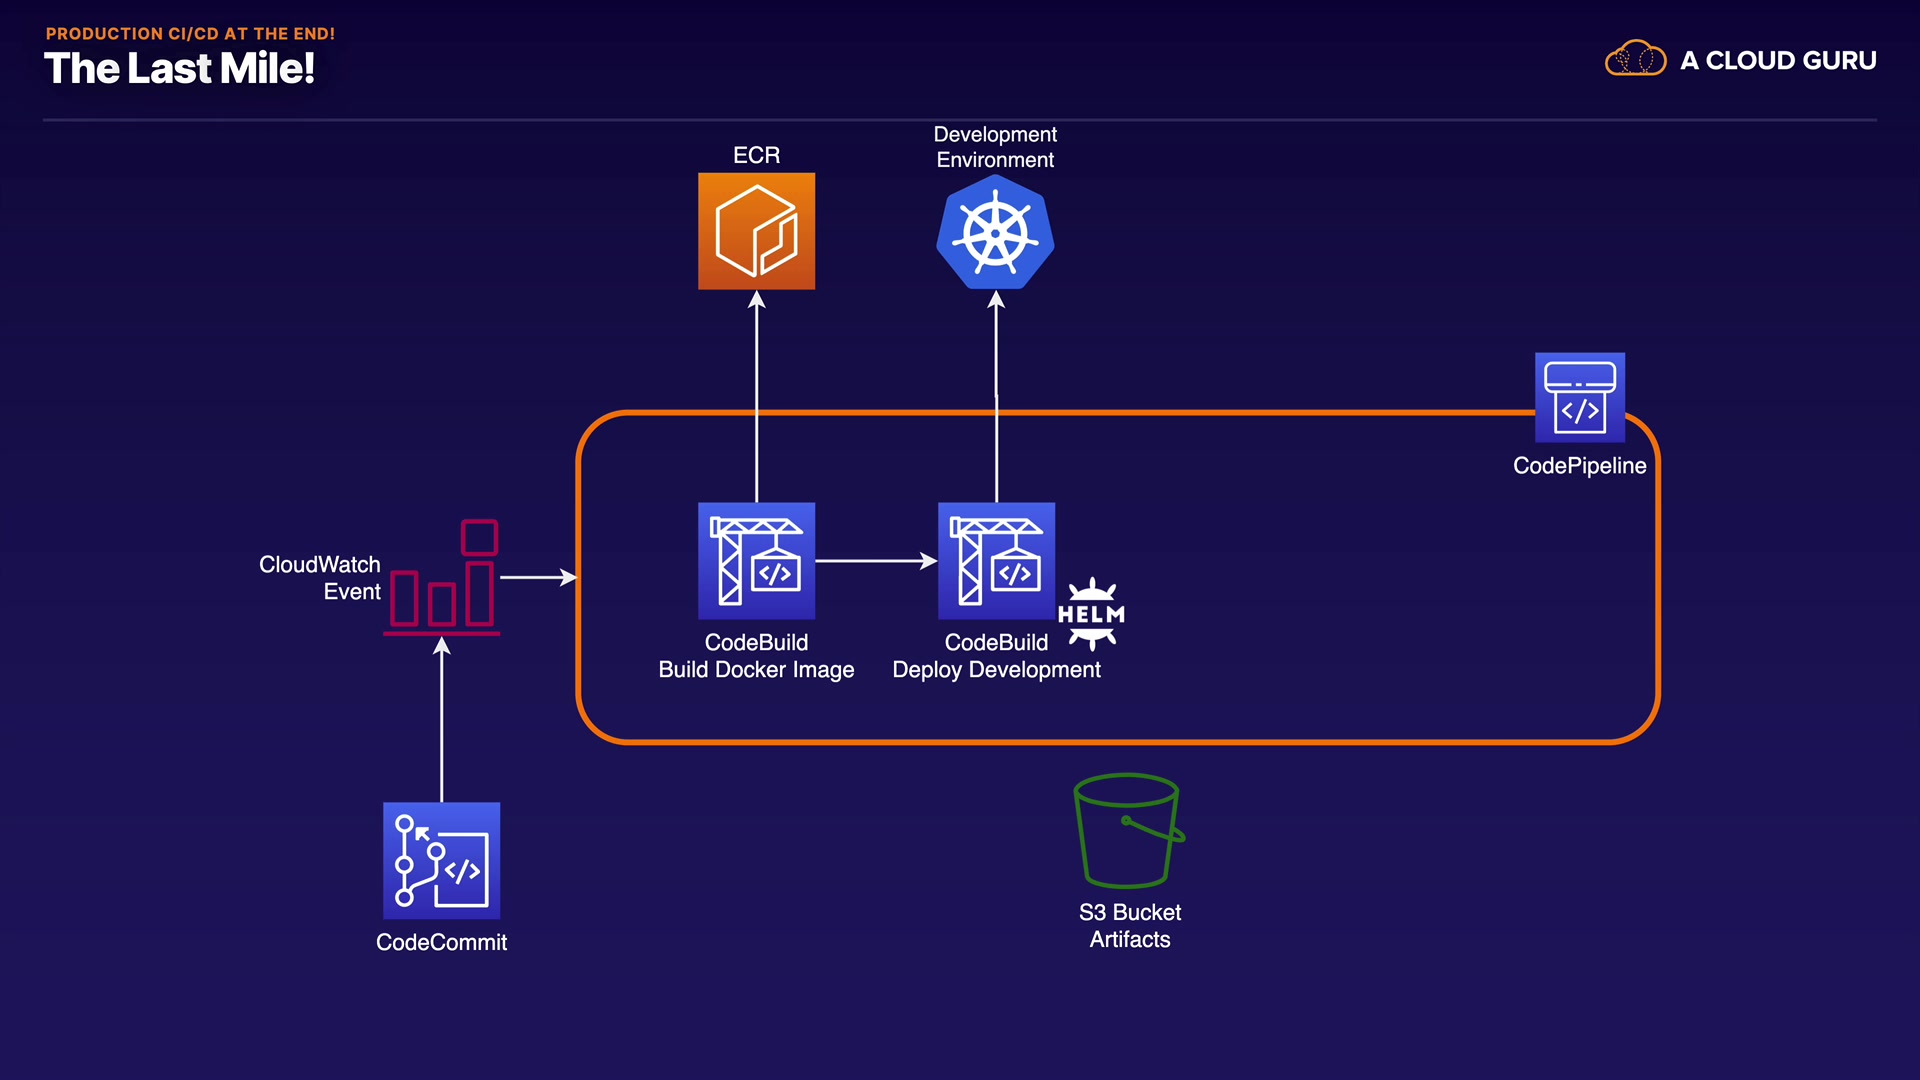 PRODUCTION CI/CD AT THE END!
The Last Mile!
A CLOUD GURU
Development
Environment
ECR
</>
CodePipeline
</>
</>
CloudWatch
Event
HELM
CodeBuild
Build Docker Image
CodeBuild
Deploy Development
</>
CodeCommit
S3 Bucket
Artifacts